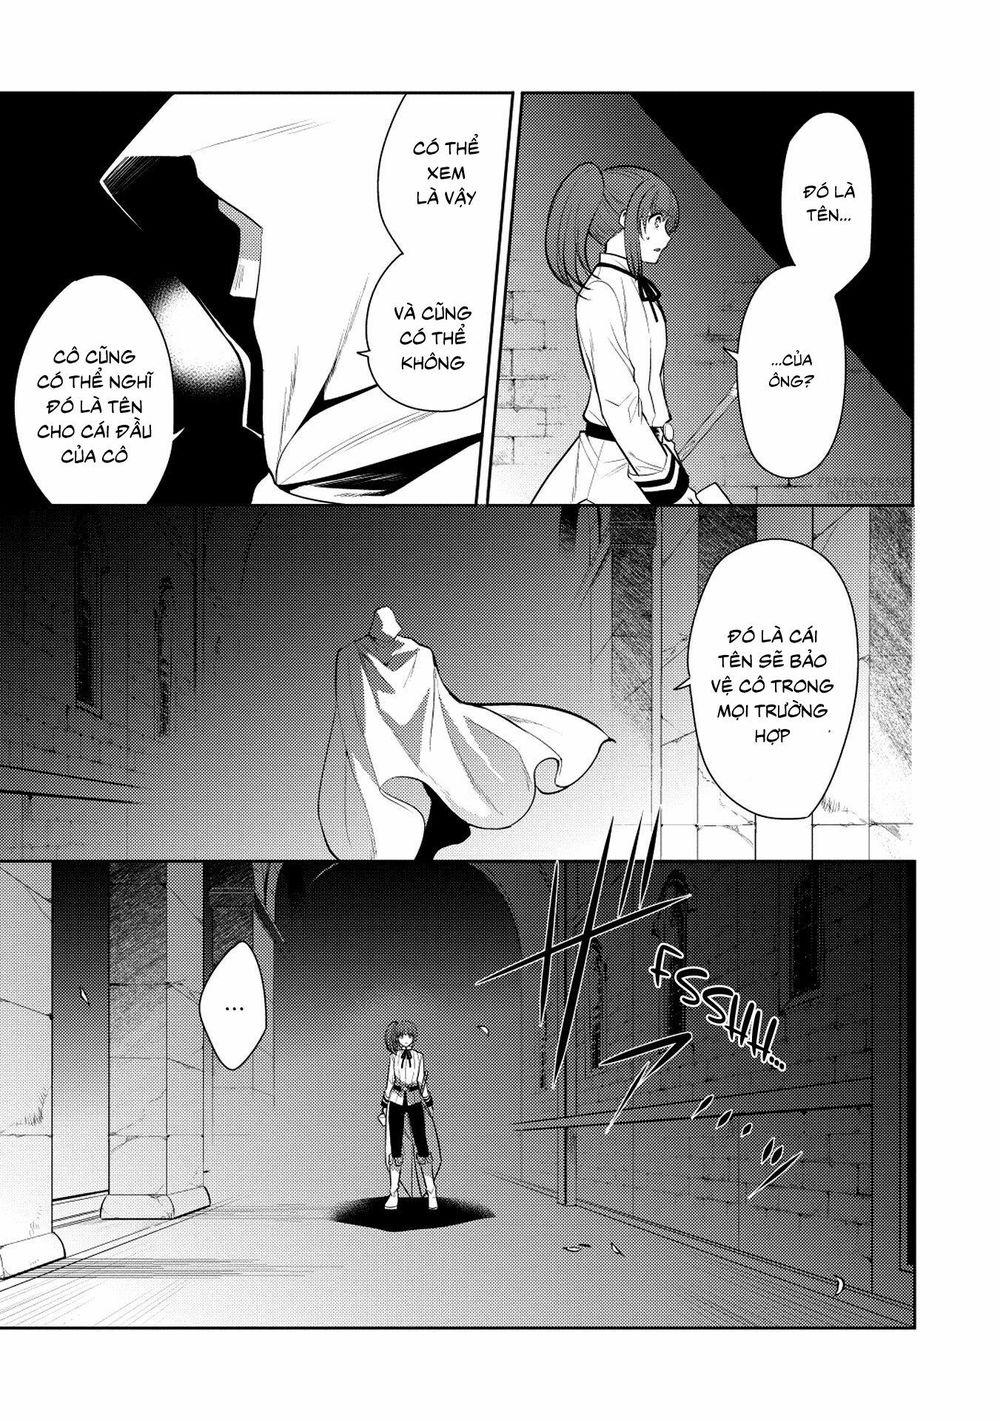 ĐÓ LÀ
TÊN...
...CỦA
ÔNG?
CÓ THỂ
XEM
LÀ VẬY
VÀ CŨNG
CÓ THỂ
KHÔNG
CÔ CŨNG
CÓ THỂ NGHĨ
ĐÓ LÀ TÊN
CHO CÁI ĐẦU
CỦA CÔ
ĐÓ LÀ CÁI
TÊN SẼ BẢO
VỆ CÔ TRONG
MỌI TRƯỜNG
HỢP
FSSHH...
...